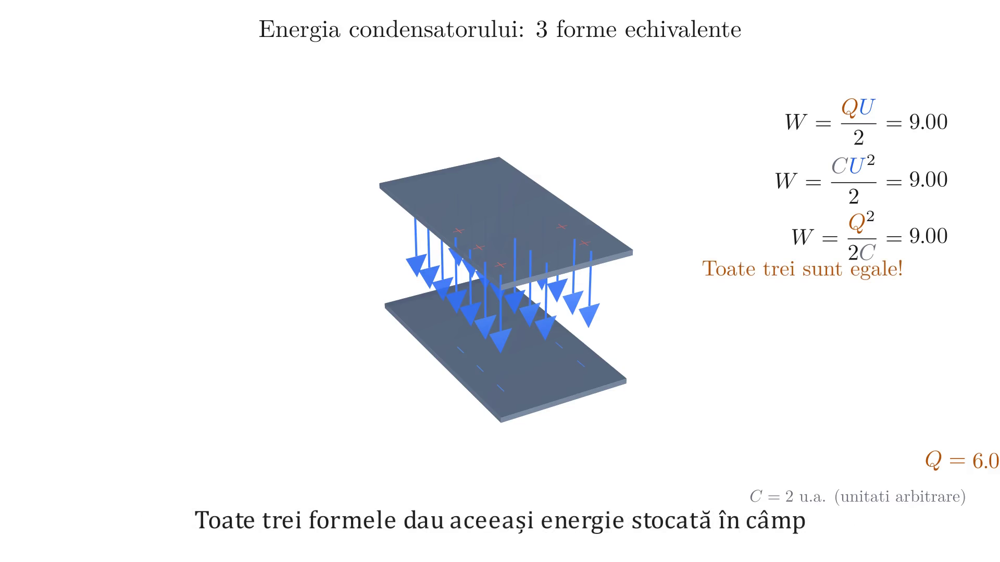 Energia condensatorului: 3 forme echivalente
W = QU/2 = 9.00
W = CU²/2 = 9.00
W = Q²/2C = 9.00
Toate trei sunt egale!
Q = 6.0
C = 2 u.a. (unitati arbitrare)
Toate trei formele dau aceeași energie stocată în câmp